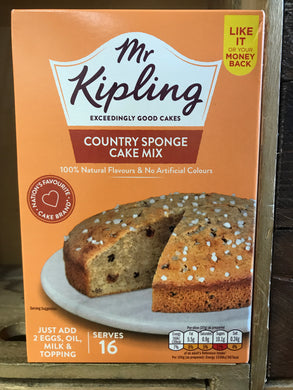 LIKE
IT
OR YOUR
MONEY
BACK
Mr
Kipling
EXCEEDINGLY GOOD CAKES
COUNTRY SPONGE
CAKE MIX
100% Natural Flavours & No Artificial Colours
NATION'S FAVOURITE
CAKE BRAND
Serving Suggestion
JUST ADD
2 EGGS, OIL,
MILK &
TOPPING
SERVES
16